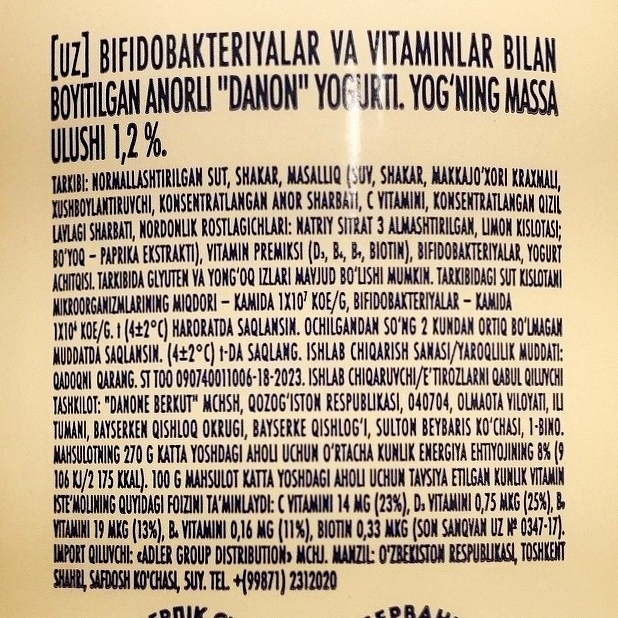 [UZ] BIFIDOBAKTERIYALAR VA VITAMINLAR BILAN
BOYITILGAN ANORLI "DANON" YOGURTI. YOG‘NING MASSA
ULUSHI 1,2 %.
TARKIBI: NORMALLASHTIRILGAN SUT, SHAKAR, MASALLIQ (SUV, SHAKAR, MAKKAJO‘XORI KRAXMALI,
XUSHBOYLANTIRUVCHI, KONSENTRATLANGAN ANOR SHARBATI, C VITAMINI, KONSENTRATLANGAN QIZIL
LAVLAGI SHARBATI, NORDONLIK ROSTLAGICHLARI: NATRIY SITRAT 3 ALMASHTIRILGAN, LIMON KISLOTASI;
BO‘YOQ – PAPRIKA EKSTRAKTI), VITAMIN PREMIKSI (D₃, B₆, B₉, BIOTIN), BIFIDOBAKTERIYALAR, YOGURT
ACHITQISI. TARKIBIDA GLYUTEN VA YONG‘OQ IZLARI MAVJUD BO‘LISHI MUMKIN. TARKIBIDAGI SUT KISLOTANI
MIKROORGANIZMLARINING MIQDORI – KAMIDA 1X10⁷ KOE/G, BIFIDOBAKTERIYALAR – KAMIDA
1X10⁶ KOE/G. t (4±2°C) HARORATDA SAQLANSIN. OCHILGANDAN SO‘NG 2 KUNDAN ORTIQ BO‘LMAGAN
MUDDATDA SAQLANSIN. (4±2°C) t-DA SAQLANG. ISHLAB CHIQARISH SANASI/YAROQLILIK MUDDATI:
QADOQNI QARANG. ST TOO 090740011006-18-2023. ISHLAB CHIQARUVCHI/E’TIROZLARNI QABUL QILUVCHI
TASHKILOT: "DANONE BERKUT" MCHSH, QOZOG‘ISTON RESPUBLIKASI, 040704, OLMAOTA VILOYATI, ILI
TUMANI, BAYSERKEN QISHLOQ OKRUGI, BAYSERKE QISHLOG‘I, SULTON BEYBARIS KO‘CHASI, 1-BINO.
MAHSULOTNING 270 G KATTA YOSHDAGI AHOLI UCHUN O‘RTACHA KUNLIK ENERGIYA EHTIYOJINING 8% (9
106 KJ/2 175 KKAL). 100 G MAHSULOT KATTA YOSHDAGI AHOLI UCHUN TAVSIYA ETILGAN KUNLIK VITAMIN
ISTE’MOLINING QUYIDAGI FOIZINI TA’MINLAYDI: C VITAMINI 14 MG (23%), D₃ VITAMINI 0,75 MKG (25%), B₉
VITAMINI 19 MKG (13%), B₆ VITAMINI 0,16 MG (11%), BIOTIN 0,33 MKG (SON SANQVAN UZ № 0347-17).
IMPORT QILUVCHI: «ADLER GROUP DISTRIBUTION» MCHJ. MANZIL: O‘ZBEKISTON RESPUBLIKASI, TOSHKENT
SHAHRI, SAFDOSH KO‘CHASI, 5UY. TEL. +(99871) 2312020